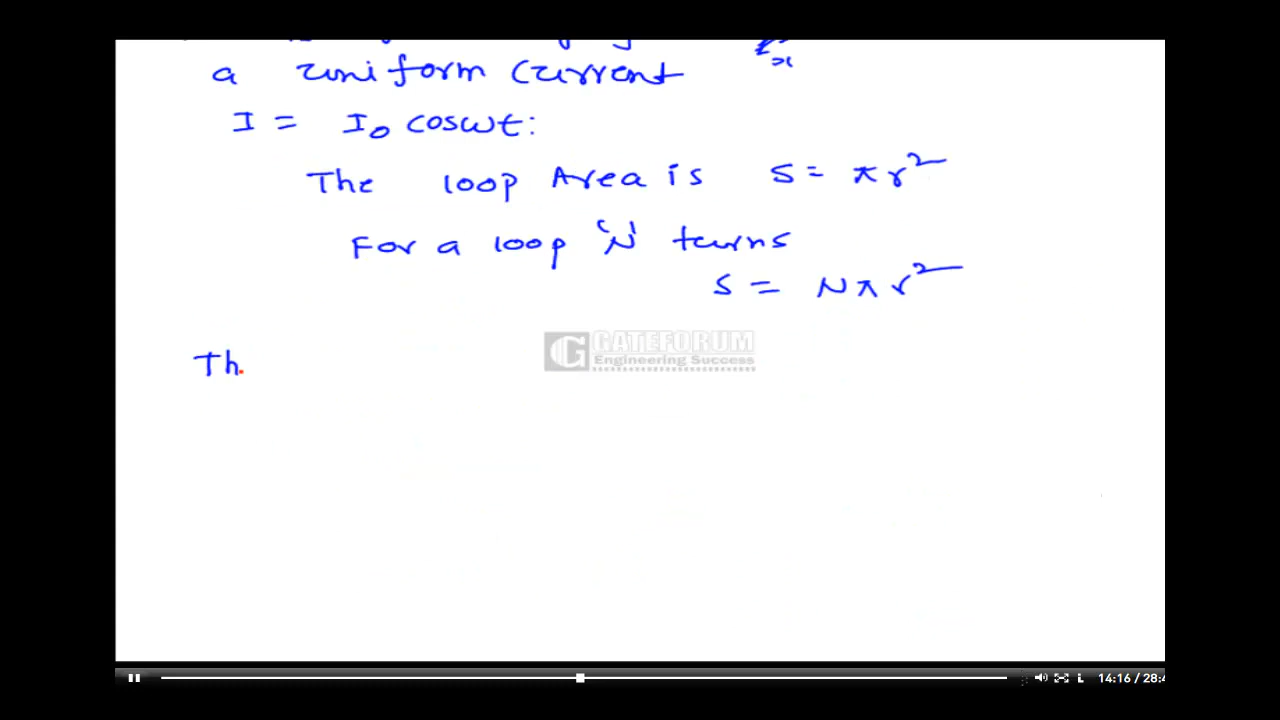 a uniform current
x
I = I₀ cosωt:
The loop Area is S = πr²
For a loop 'N' turns
S = Nπr²
GATEFORUM
Engineering Success
Th
14:16 / 28:4